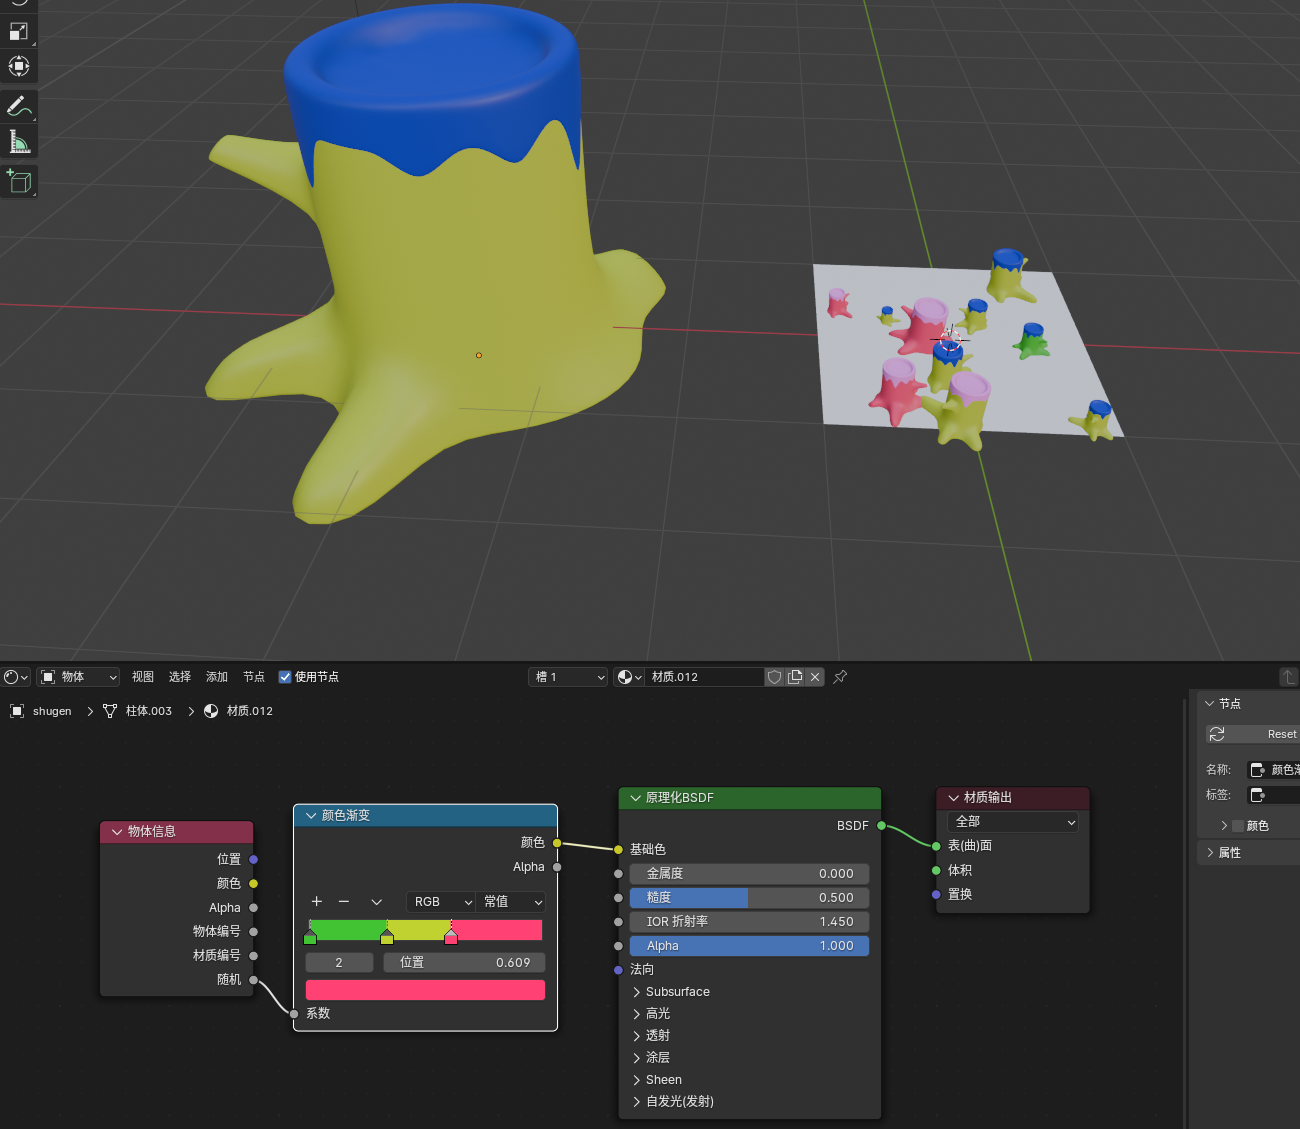 物体 视图 选择 添加 节点 使用节点 槽 1 材质.012
shugen 柱体.003 材质.012
节点
Reset
名称: 颜色渐
标签:
颜色
属性
物体信息
位置
颜色
Alpha
物体编号
材质编号
随机
颜色渐变
颜色
Alpha
RGB 常值
2 位置 0.609
系数
原理化BSDF
BSDF
基础色
金属度 0.000
糙度 0.500
IOR 折射率 1.450
Alpha 1.000
法向
Subsurface
高光
透射
涂层
Sheen
自发光(发射)
材质输出
全部
表(曲)面
体积
置换